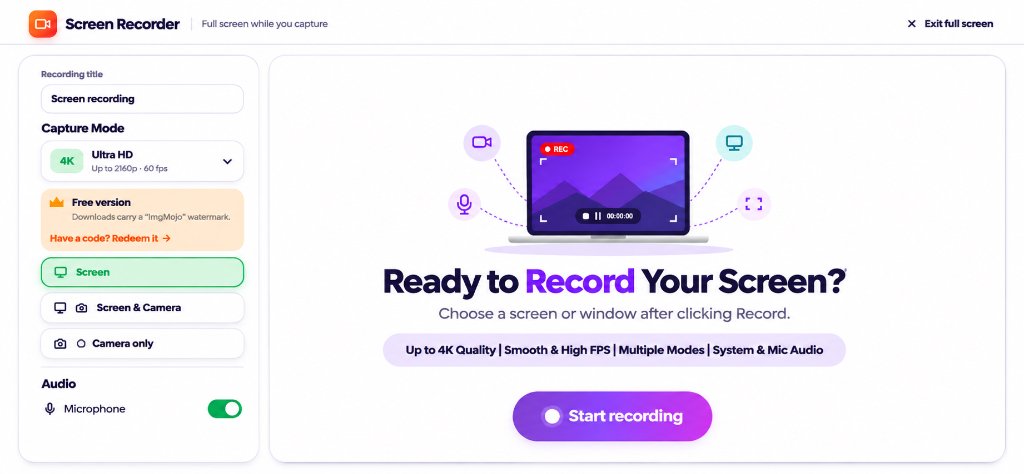 Screen Recorder
Full screen while you capture
Exit full screen
Recording title
Screen recording
Capture Mode
4K
Ultra HD
Up to 2160p · 60 fps
Free version
Downloads carry a "ImgMojo" watermark.
Have a code? Redeem it →
Screen
Screen & Camera
Camera only
Audio
Microphone
REC
00:00:00
Ready to Record Your Screen?
Choose a screen or window after clicking Record.
Up to 4K Quality | Smooth & High FPS | Multiple Modes | System & Mic Audio
Start recording